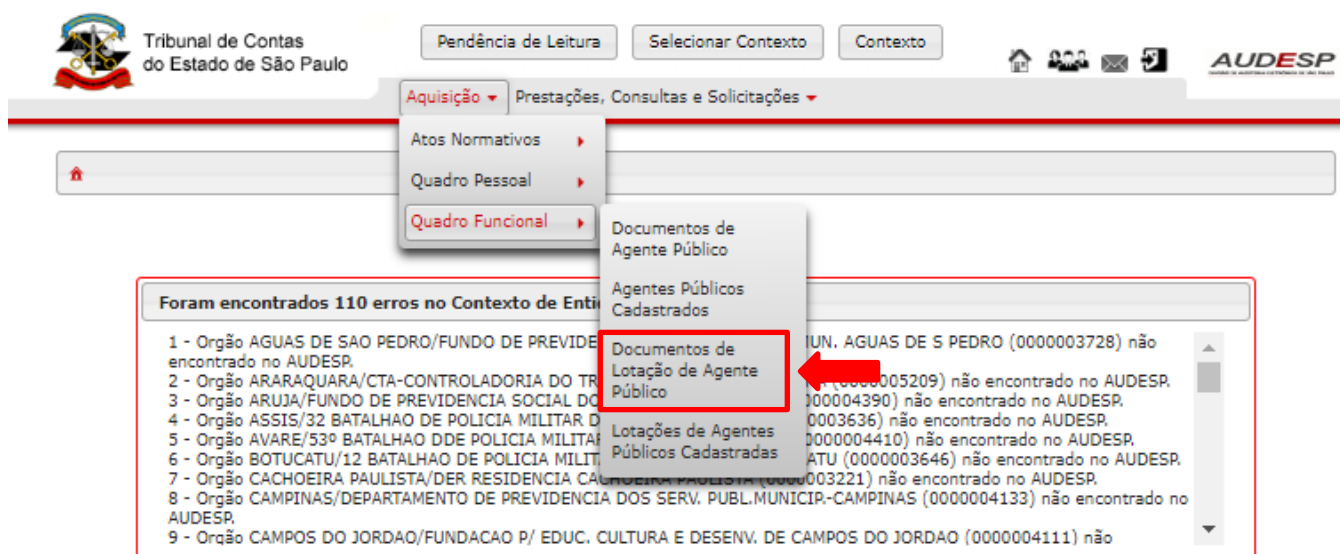 Tribunal de Contas
do Estado de São Paulo
Pendência de Leitura
Selecionar Contexto
Contexto
AUDESP
Aquisição
Prestações, Consultas e Solicitações
Atos Normativos
Quadro Pessoal
Quadro Funcional
Documentos de
Agente Público
Agentes Públicos
Cadastrados
Documentos de
Lotação de Agente
Público
Lotações de Agentes
Públicos Cadastradas
Foram encontrados 110 erros no Contexto de Enti
1 - Orgão AGUAS DE SAO PEDRO/FUNDO DE PREVIDE UN. AGUAS DE S PEDRO (0000003728) não
encontrado no AUDESP.
2 - Orgão ARARAQUARA/CTA-CONTROLADORIA DO TR 0005209) não encontrado no AUDESP.
3 - Orgão ARUJA/FUNDO DE PREVIDENCIA SOCIAL DO 000004390) não encontrado no AUDESP.
4 - Orgão ASSIS/32 BATALHAO DE POLICIA MILITAR D 0003636) não encontrado no AUDESP.
5 - Orgão AVARE/53º BATALHAO DDE POLICIA MILITAR 0000004410) não encontrado no AUDESP.
6 - Orgão BOTUCATU/12 BATALHAO DE POLICIA MILIT ATU (0000003646) não encontrado no AUDESP.
7 - Orgão CACHOEIRA PAULISTA/DER RESIDENCIA CACHOEIRA PAULISTA (0000003221) não encontrado no AUDESP.
8 - Orgão CAMPINAS/DEPARTAMENTO DE PREVIDENCIA DOS SERV. PUBL.MUNICIP.-CAMPINAS (0000004133) não encontrado no
AUDESP.
9 - Orgão CAMPOS DO JORDAO/FUNDACAO P/ EDUC. CULTURA E DESENV. DE CAMPOS DO JORDAO (0000004111) não